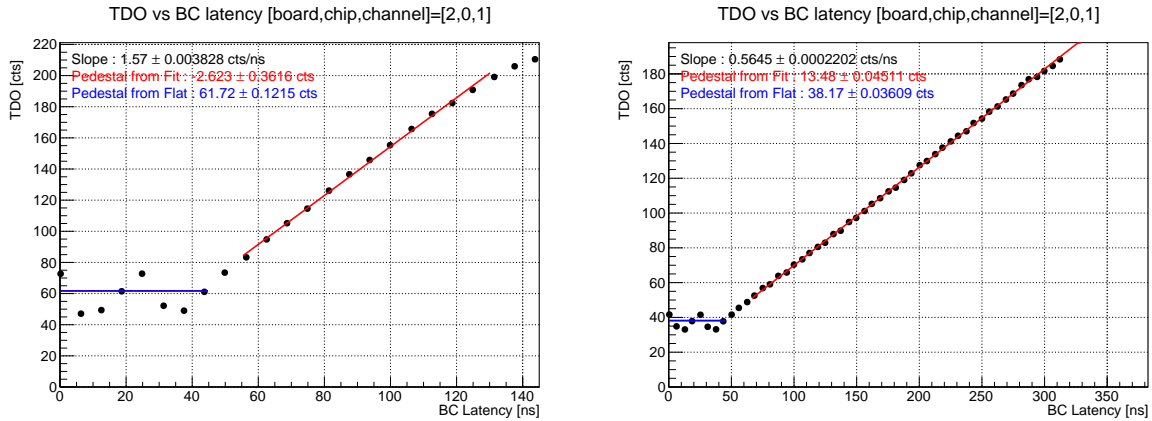 TDO vs BC latency [board,chip,channel]=[2,0,1]
TDO [cts]
220
200
180
160
140
120
100
80
60
40
20
0
Slope : 1.57 ± 0.003828 cts/ns
Pedestal from Fit : -2.623 ± 0.3616 cts
Pedestal from Flat : 61.72 ± 0.1215 cts
0 20 40 60 80 100 120 140
BC Latency [ns]
TDO vs BC latency [board,chip,channel]=[2,0,1]
TDO [cts]
180
160
140
120
100
80
60
40
20
0
Slope : 0.5645 ± 0.0002202 cts/ns
Pedestal from Fit : 13.48 ± 0.04511 cts
Pedestal from Flat : 38.17 ± 0.03609 cts
0 50 100 150 200 250 300 350
BC Latency [ns]